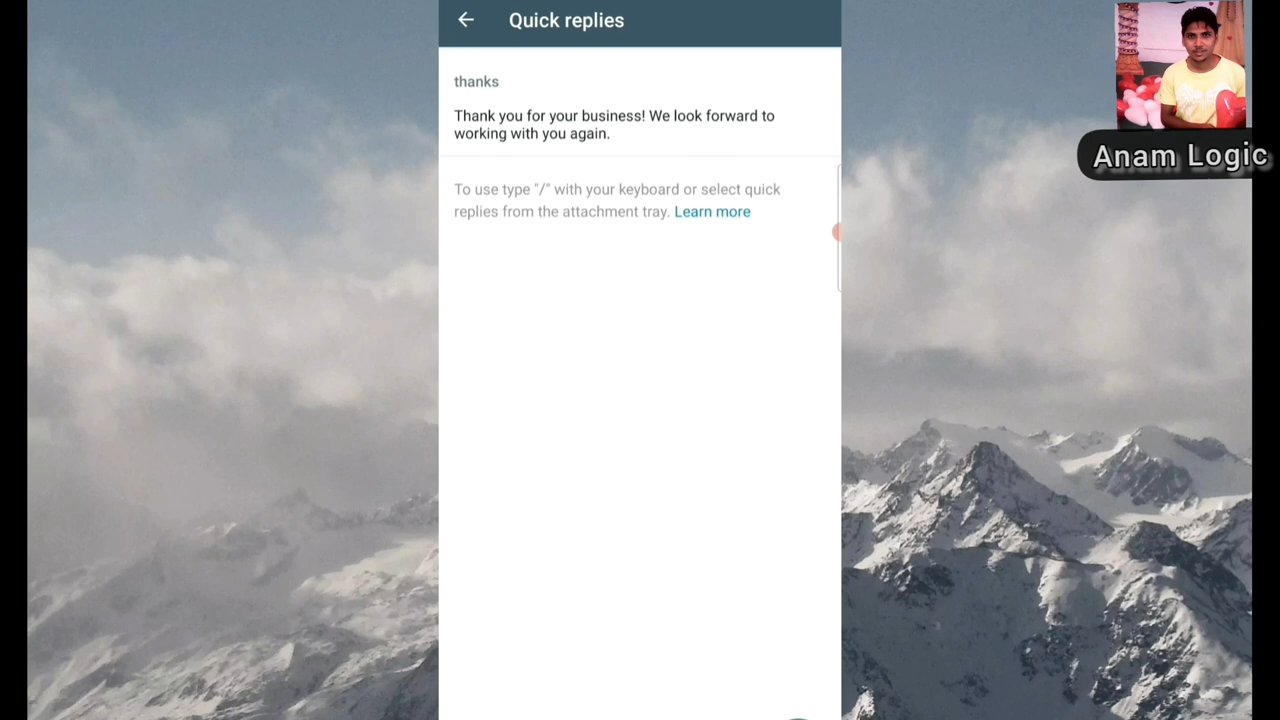 Quick replies
thanks
Thank you for your business! We look forward to
working with you again.
To use type "/" with your keyboard or select quick
replies from the attachment tray. Learn more
Anam Logic